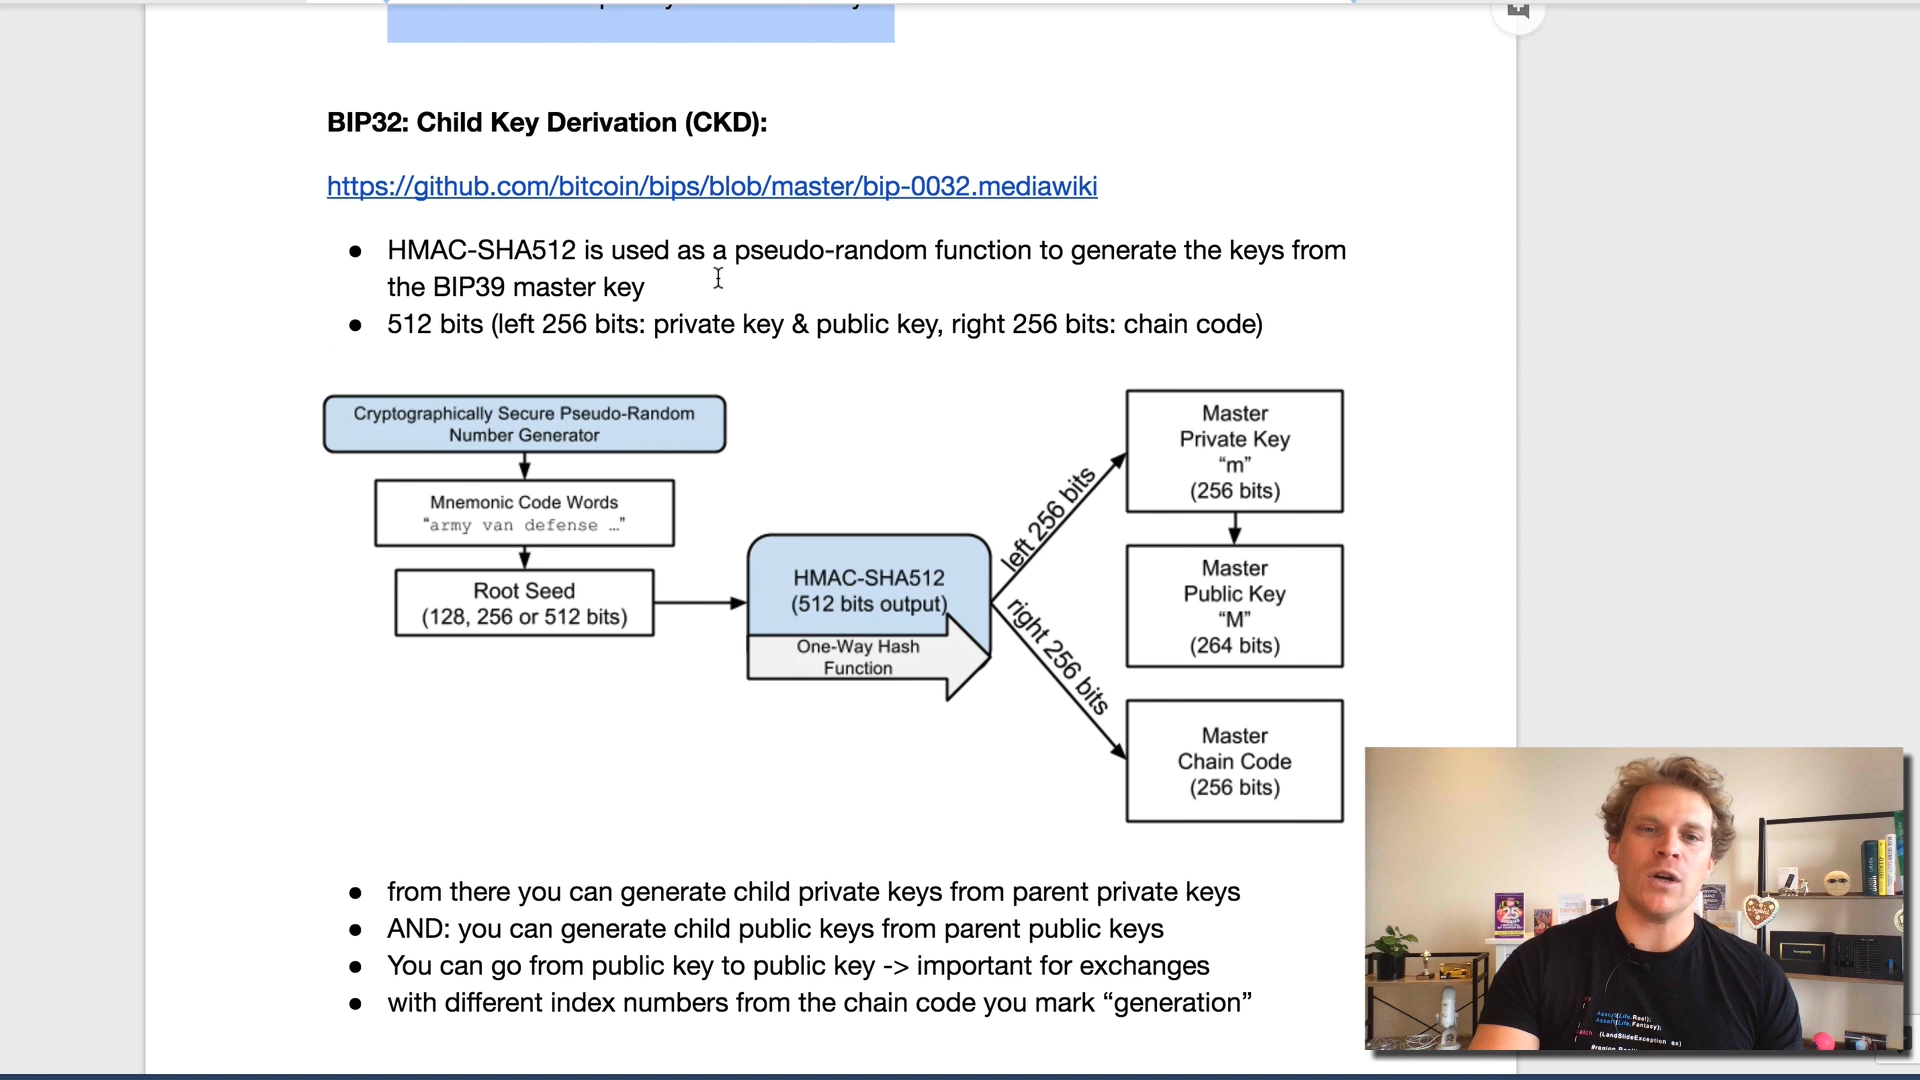 BIP32: Child Key Derivation (CKD):
https://github.com/bitcoin/bips/blob/master/bip-0032.mediawiki
● HMAC-SHA512 is used as a pseudo-random function to generate the keys from
the BIP39 master key
● 512 bits (left 256 bits: private key & public key, right 256 bits: chain code)
Cryptographically Secure Pseudo-Random
Number Generator
Mnemonic Code Words
“army van defense …”
Root Seed
(128, 256 or 512 bits)
HMAC-SHA512
(512 bits output)
One-Way Hash
Function
left 256 bits
right 256 bits
Master
Private Key
“m”
(256 bits)
Master
Public Key
“M”
(264 bits)
Master
Chain Code
(256 bits)
● from there you can generate child private keys from parent private keys
● AND: you can generate child public keys from parent public keys
● You can go from public key to public key -> important for exchanges
● with different index numbers from the chain code you mark “generation”
25
(LandSlideException ex)